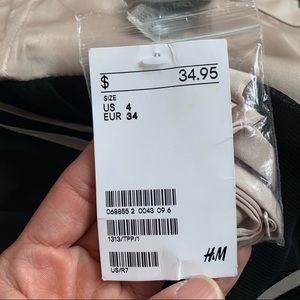 $ 34.95
SIZE
US 4
EUR 34
068855 2 0043 09 6
1313/TPP/1
US/R7
H&M